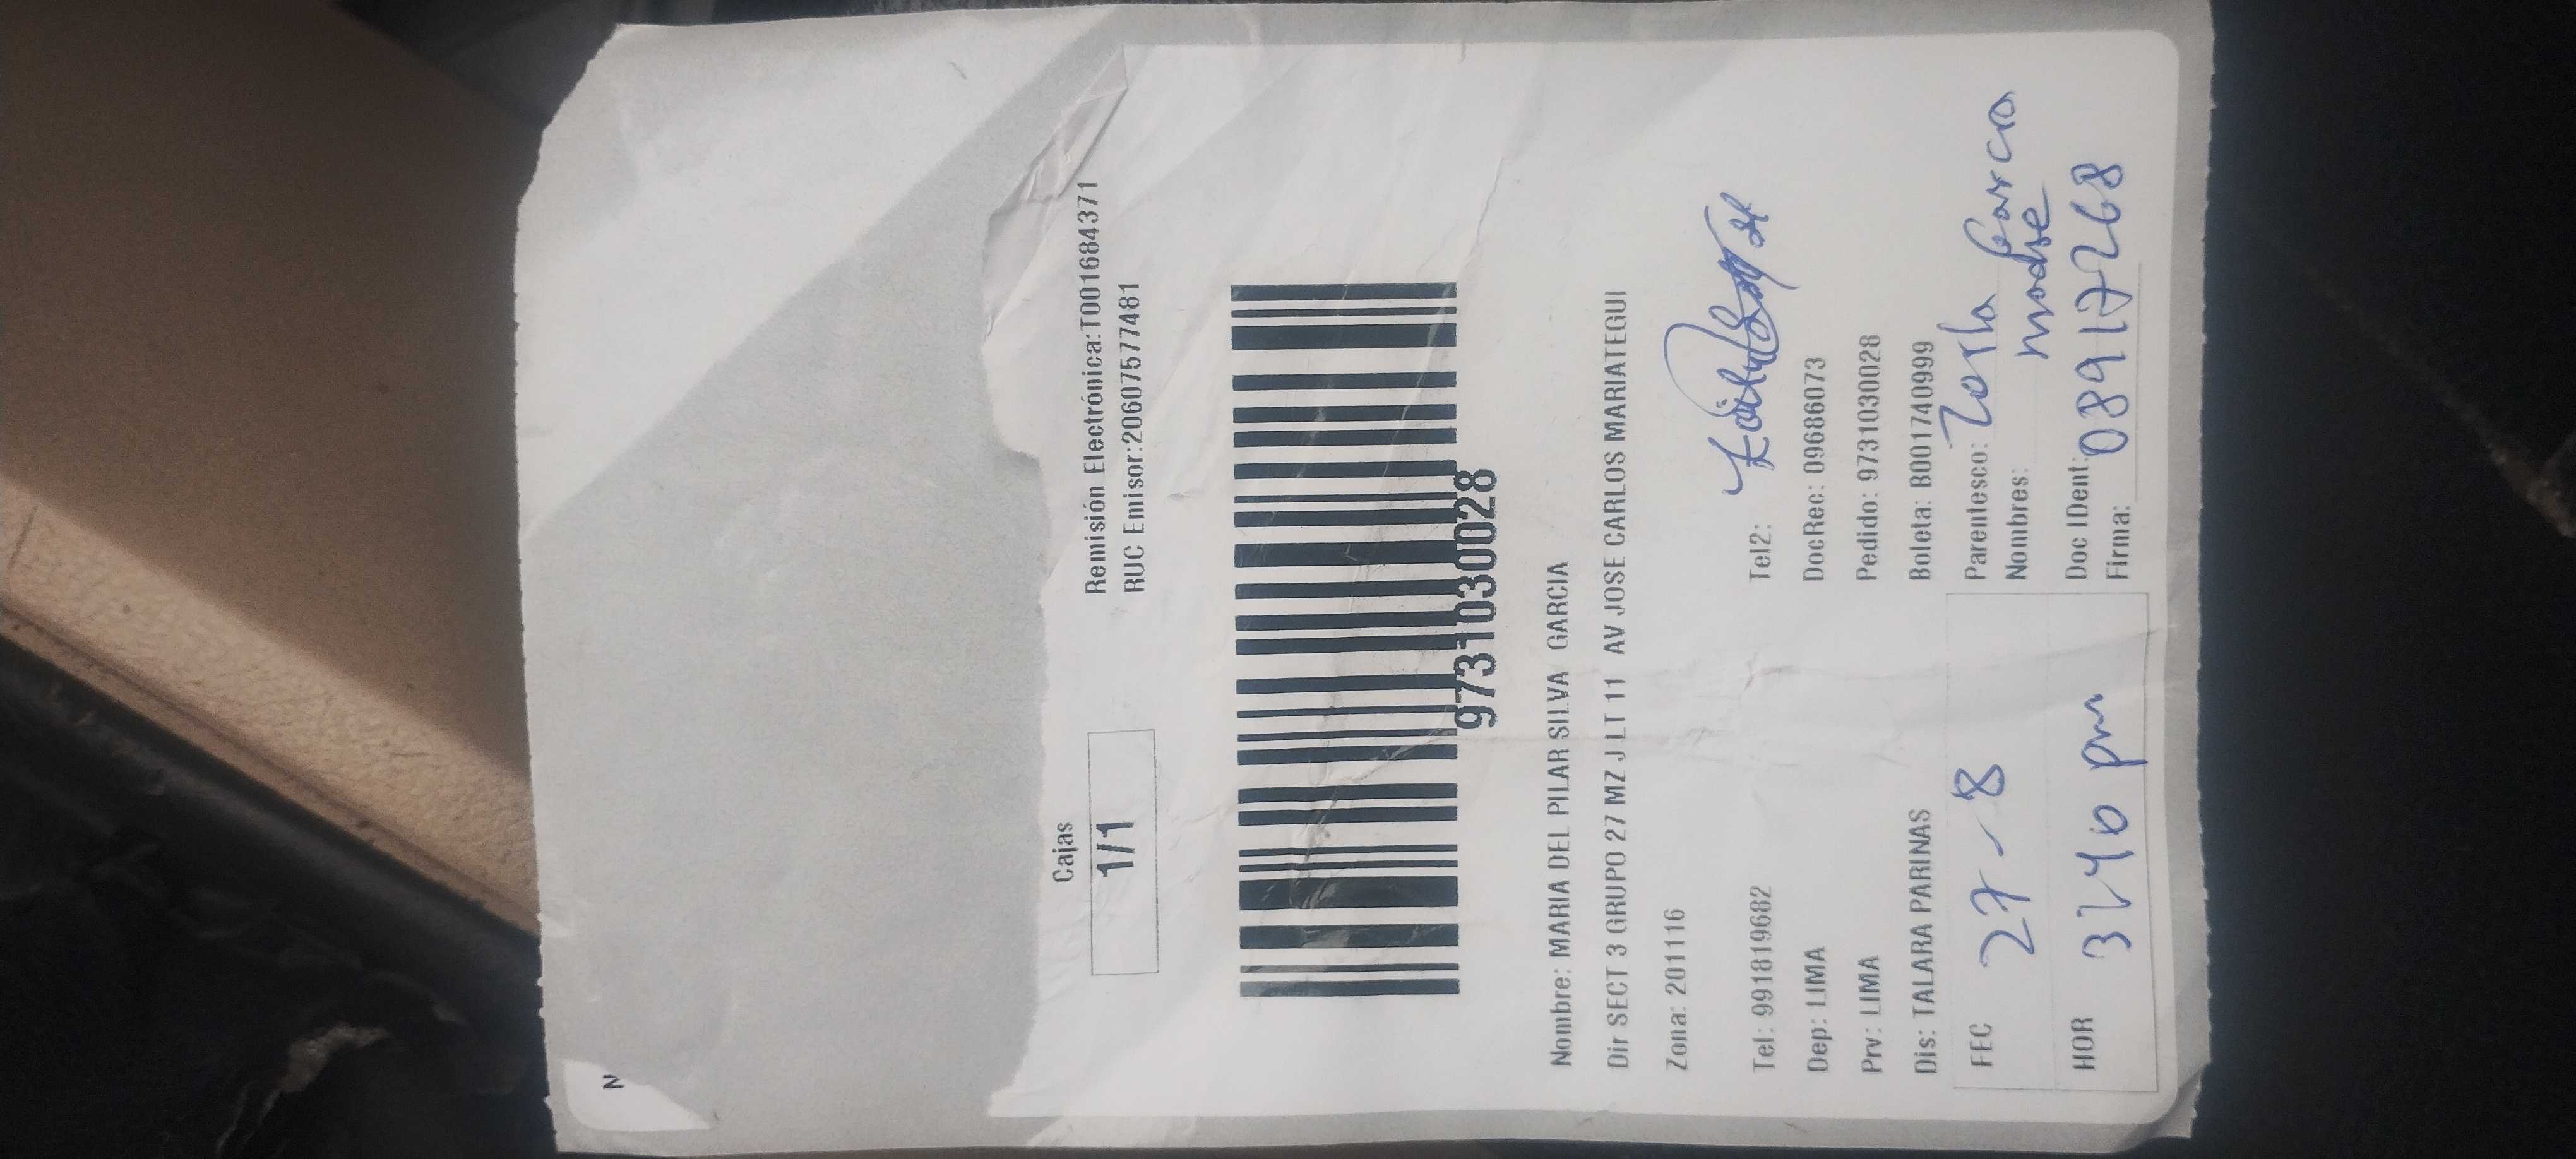 N
Cajas
1/1
Remisión Electrónica:T001684371
RUC Emisor:20607577481
9731030028
Nombre: MARIA DEL PILAR SILVA GARCIA
Dir SECT 3 GRUPO 27 MZ J LT 11 AV JOSE CARLOS MARIATEGUI
Zona: 201116
Tel: 991819682
Tel2:
Dep: LIMA
DocRec: 09686073
Prv: LIMA
Pedido: 9731030028
Dis: TALARA PARINAS
Boleta: B001740999
FEC 27-8
Parentesco: Zoila Garcia
Nombres: madre
HOR 3:40 pm
Doc IDent: 08917268
Firma: